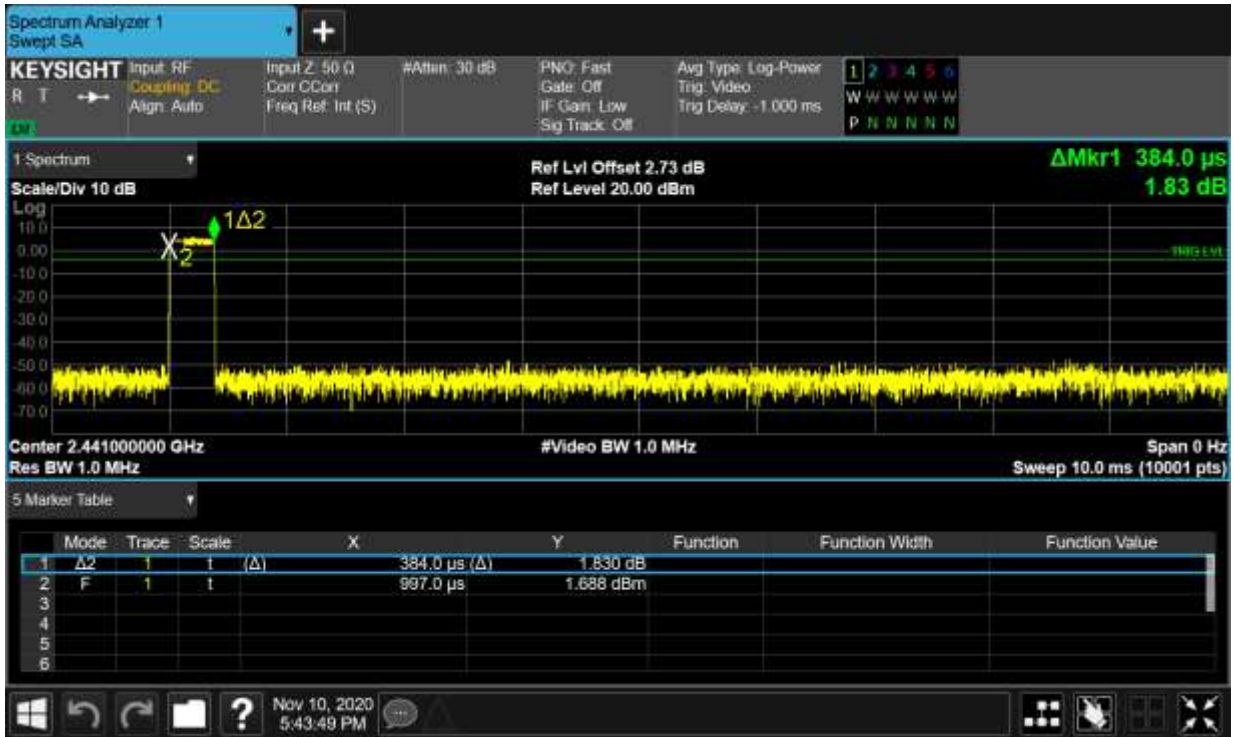 Spectrum Analyzer 1
Swept SA
+
KEYSIGHT Input: RF Input Z: 50 Ω #Atten: 30 dB PNO: Fast Avg Type: Log-Power 1 2 3 4 5 6
R T Coupling: DC Corr CCorr Gate: Off Trig: Video W W W W W W
Align: Auto Freq Ref: Int (S) IF Gain: Low Trig Delay: -1.000 ms P N N N N N
Sig Track: Off
1 Spectrum
Ref Lvl Offset 2.73 dB ΔMkr1 384.0 µs
Scale/Div 10 dB Ref Level 20.00 dBm 1.83 dB
Log
10.0
1Δ2
0.00
2
TRIG LVL
-10.0
-20.0
-30.0
-40.0
-50.0
-60.0
-70.0
Center 2.441000000 GHz #Video BW 1.0 MHz Span 0 Hz
Res BW 1.0 MHz Sweep 10.0 ms (10001 pts)
5 Marker Table
Mode Trace Scale X Y Function Function Width Function Value
1 Δ2 1 t (Δ) 384.0 µs (Δ) 1.830 dB
2 F 1 t 997.0 µs 1.688 dBm
3
4
5
6
? Nov 10, 2020
5:43:49 PM